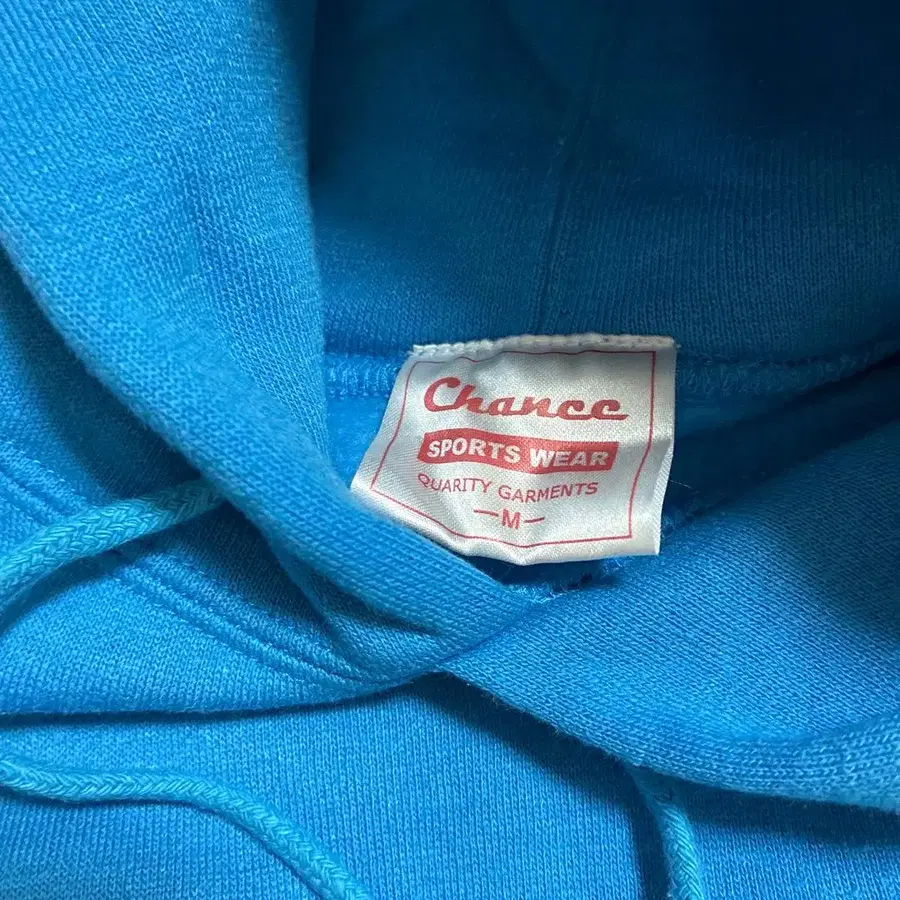 Chance
SPORTS WEAR
QUARITY GARMENTS
—M—